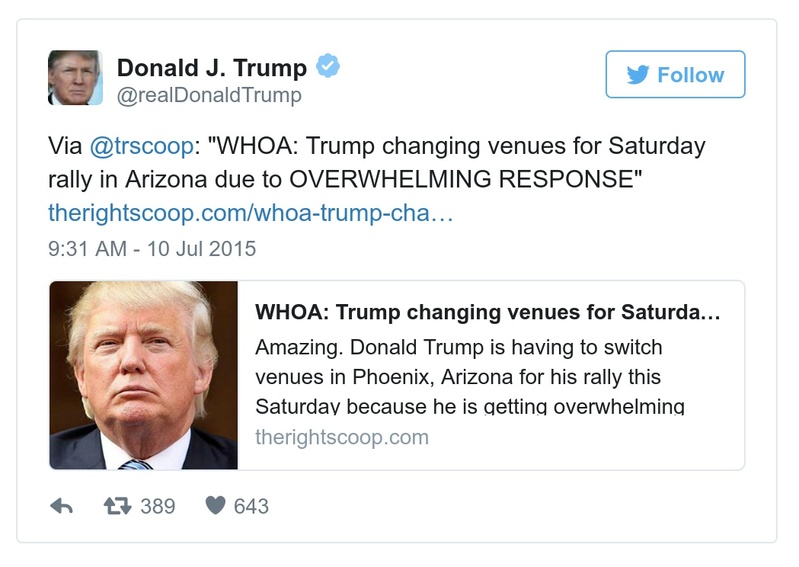 Donald J. Trump
@realDonaldTrump
Follow
Via @trscoop: "WHOA: Trump changing venues for Saturday
rally in Arizona due to OVERWHELMING RESPONSE"
therightscoop.com/whoa-trump-cha…
9:31 AM - 10 Jul 2015
WHOA: Trump changing venues for Saturda…
Amazing. Donald Trump is having to switch
venues in Phoenix, Arizona for his rally this
Saturday because he is getting overwhelming
therightscoop.com
389 643